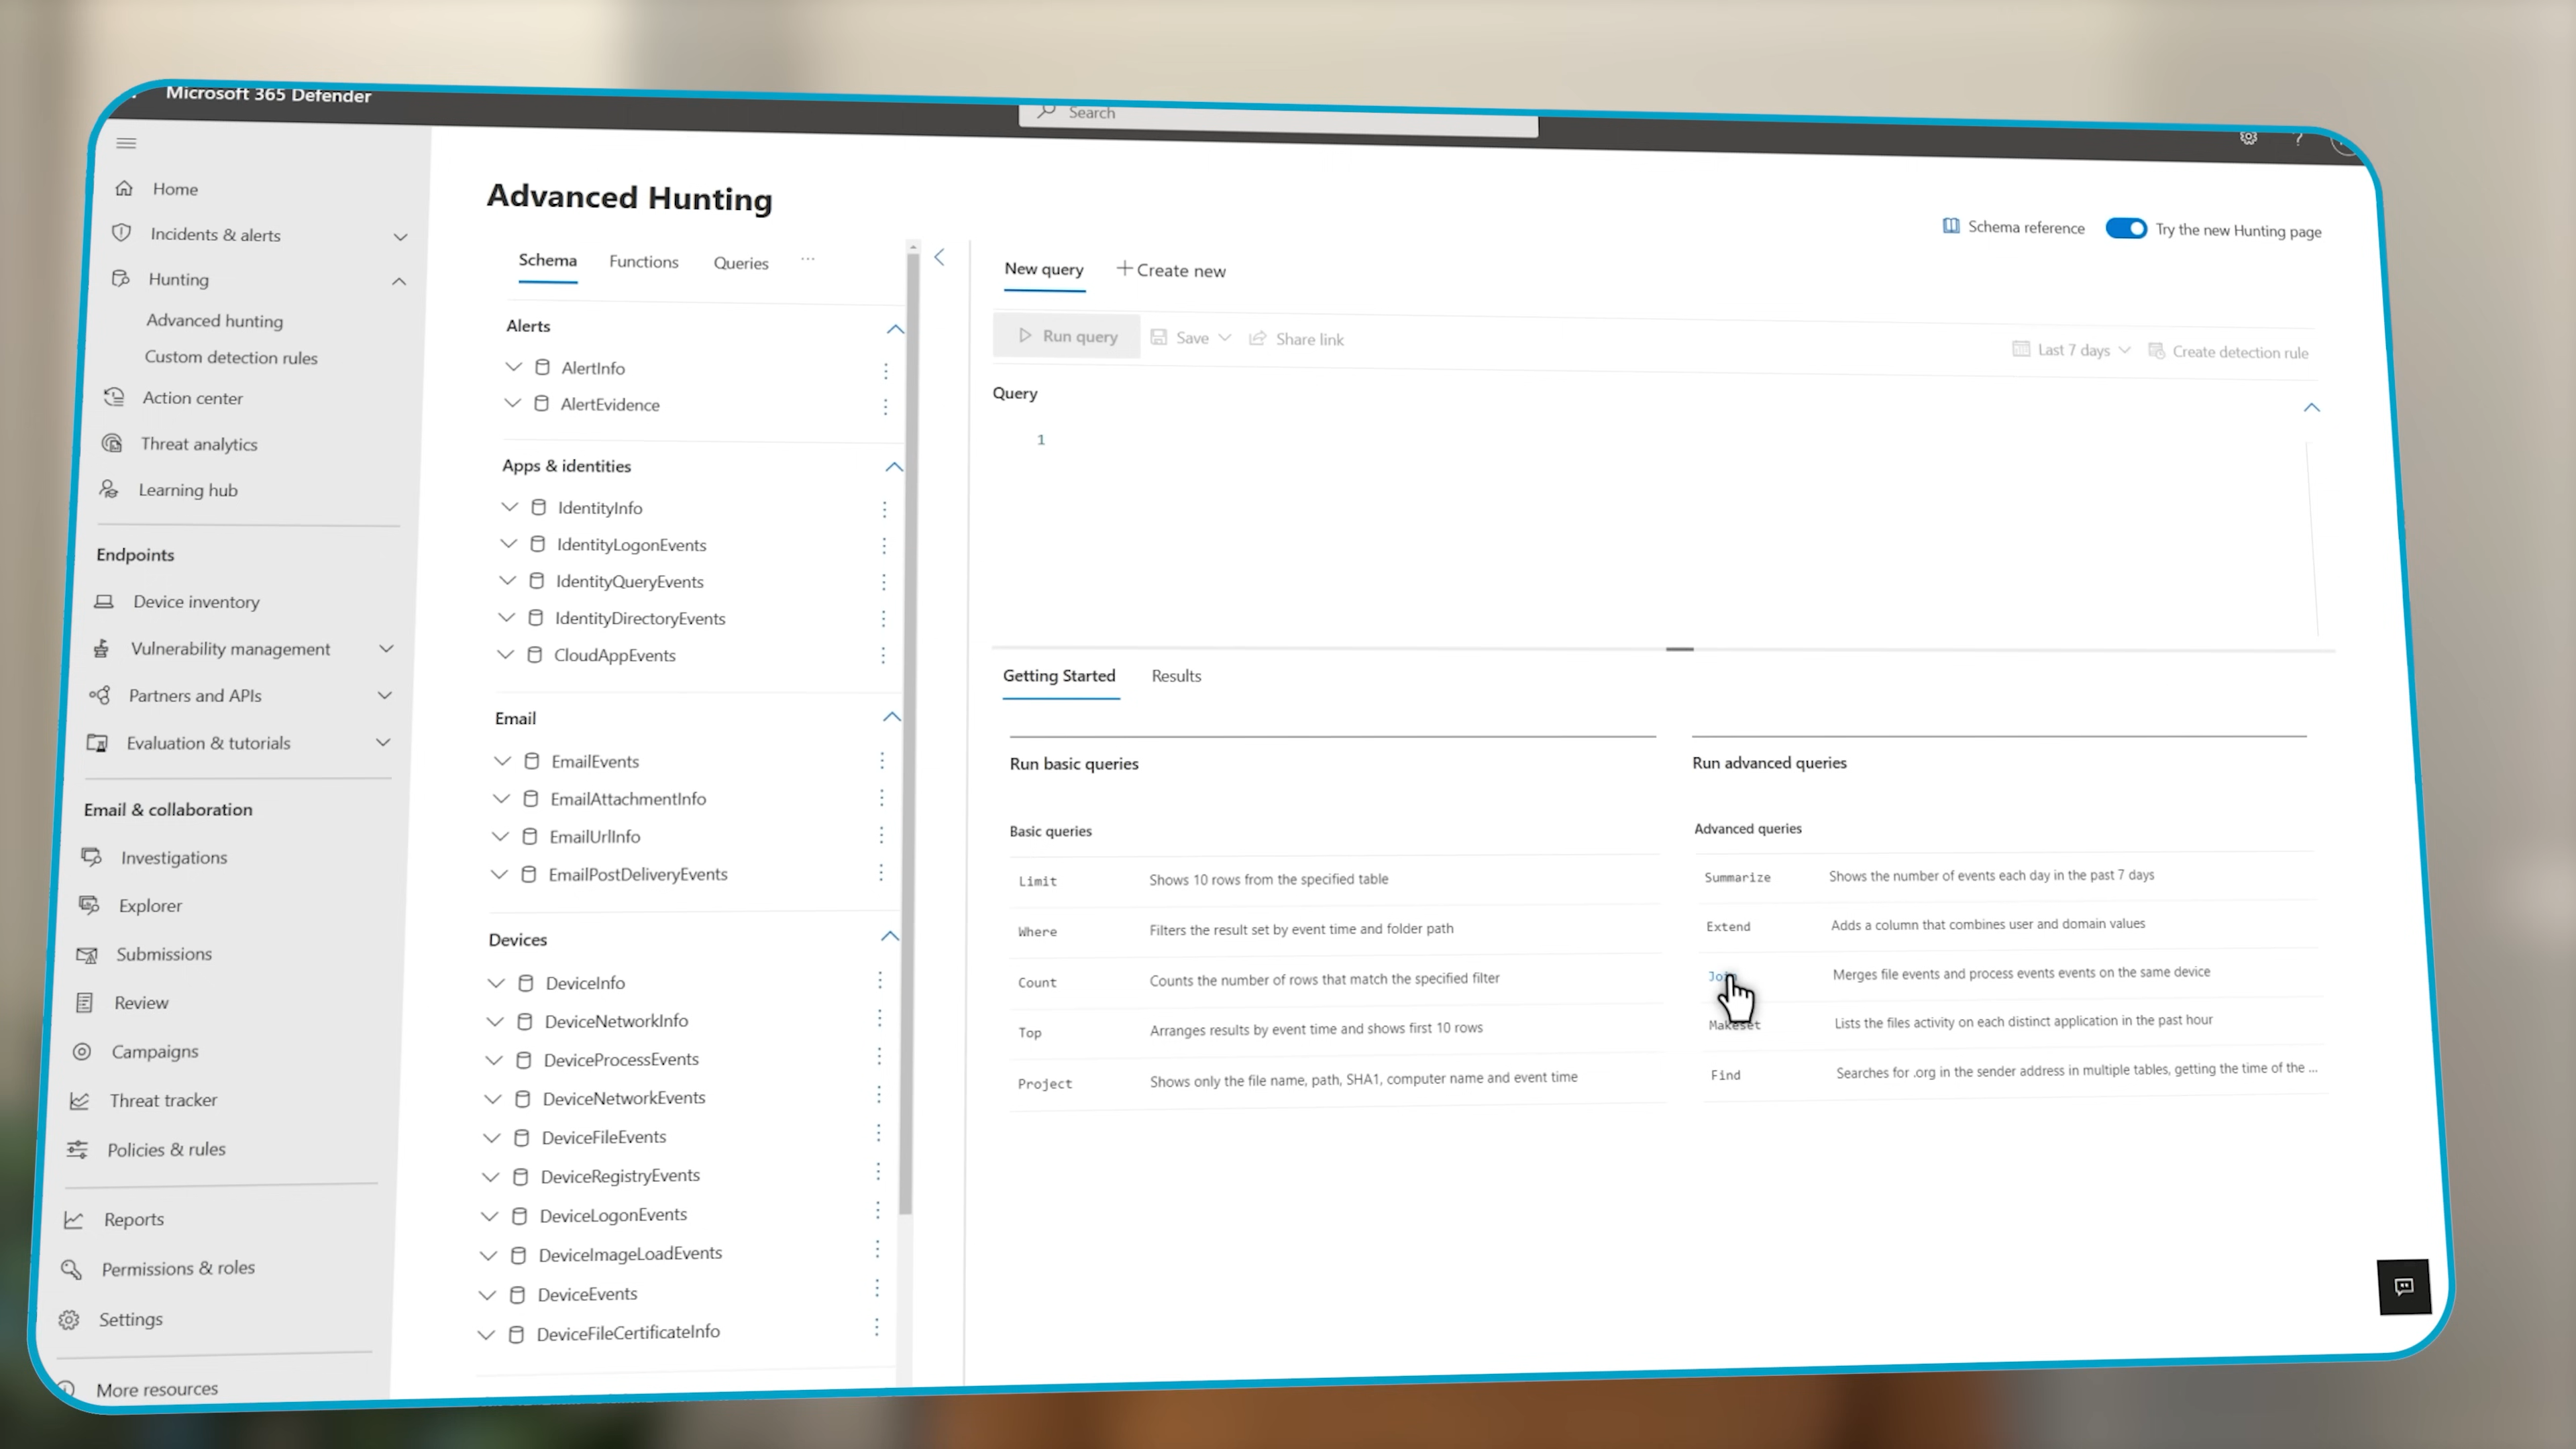 Microsoft 365 Defender
Search
Home
Incidents & alerts
Hunting
Advanced hunting
Custom detection rules
Action center
Threat analytics
Learning hub
Endpoints
Device inventory
Vulnerability management
Partners and APIs
Evaluation & tutorials
Email & collaboration
Investigations
Explorer
Submissions
Review
Campaigns
Threat tracker
Policies & rules
Reports
Permissions & roles
Settings
More resources
Advanced Hunting
Schema Functions Queries ...
Alerts
AlertInfo
AlertEvidence
Apps & identities
IdentityInfo
IdentityLogonEvents
IdentityQueryEvents
IdentityDirectoryEvents
CloudAppEvents
Email
EmailEvents
EmailAttachmentInfo
EmailUrlInfo
EmailPostDeliveryEvents
Devices
DeviceInfo
DeviceNetworkInfo
DeviceProcessEvents
DeviceNetworkEvents
DeviceFileEvents
DeviceRegistryEvents
DeviceLogonEvents
DeviceImageLoadEvents
DeviceEvents
DeviceFileCertificateInfo
Schema reference Try the new Hunting page
New query + Create new
Run query Save Share link Last 7 days Create detection rule
Query
1
Getting Started Results
Run basic queries
Basic queries
Limit Shows 10 rows from the specified table
Where Filters the result set by event time and folder path
Count Counts the number of rows that match the specified filter
Top Arranges results by event time and shows first 10 rows
Project Shows only the file name, path, SHA1, computer name and event time
Run advanced queries
Advanced queries
Summarize Shows the number of events each day in the past 7 days
Extend Adds a column that combines user and domain values
Join Merges file events and process events events on the same device
Makeset Lists the files activity on each distinct application in the past hour
Find Searches for .org in the sender address in multiple tables, getting the time of the ...